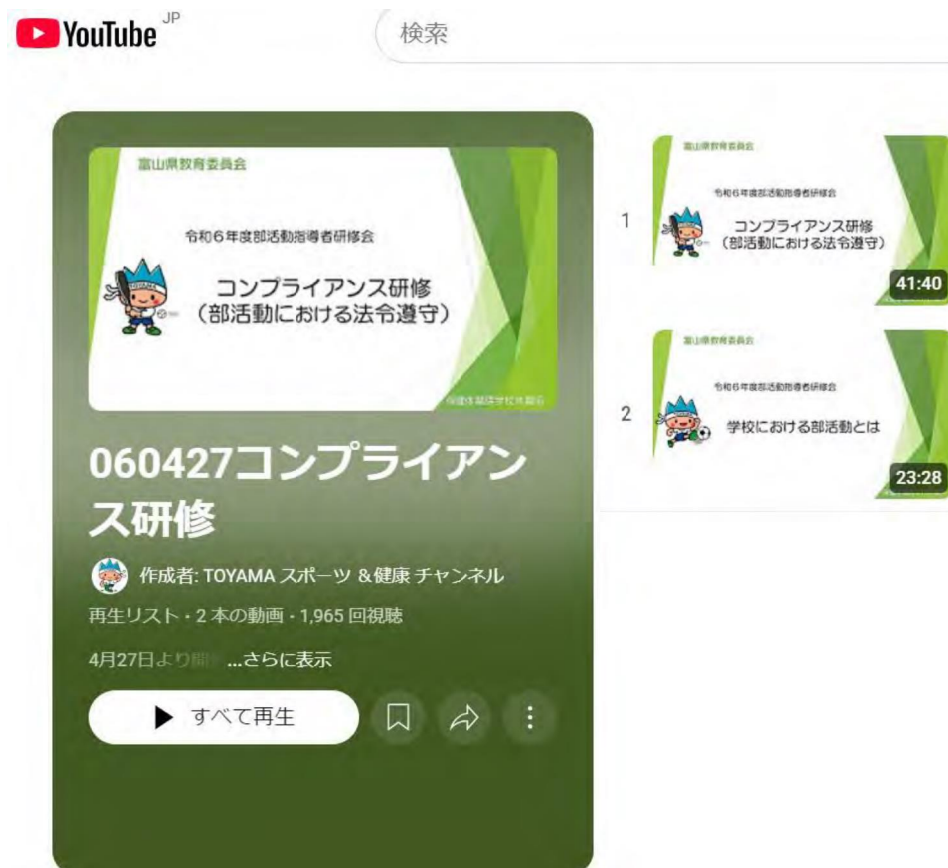 YouTube JP
検索
富山県教育委員会
令和6年度部活動指導者研修会
コンプライアンス研修
(部活動における法令遵守)
060427コンプライアン
ス研修
作成者: TOYAMA スポーツ &健康 チャンネル
再生リスト・2 本の動画・1,965 回視聴
4月27日より開 ...さらに表示
すべて再生
1
富山県教育委員会
令和6年度部活動指導者研修会
コンプライアンス研修
(部活動における法令遵守)
41:40
2
富山県教育委員会
令和6年度部活動指導者研修会
学校における部活動とは
23:28